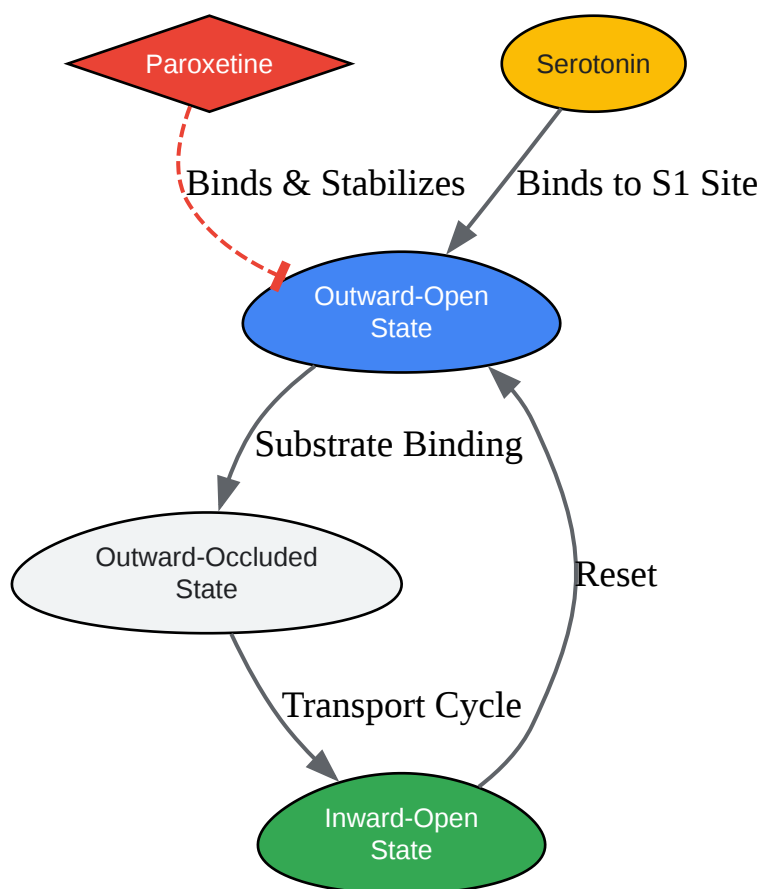 Paroxetine
Serotonin
Binds & Stabilizes
Binds to S1 Site
Outward-Open
State
Substrate Binding
Outward-Occluded
State
Reset
Transport Cycle
Inward-Open
State